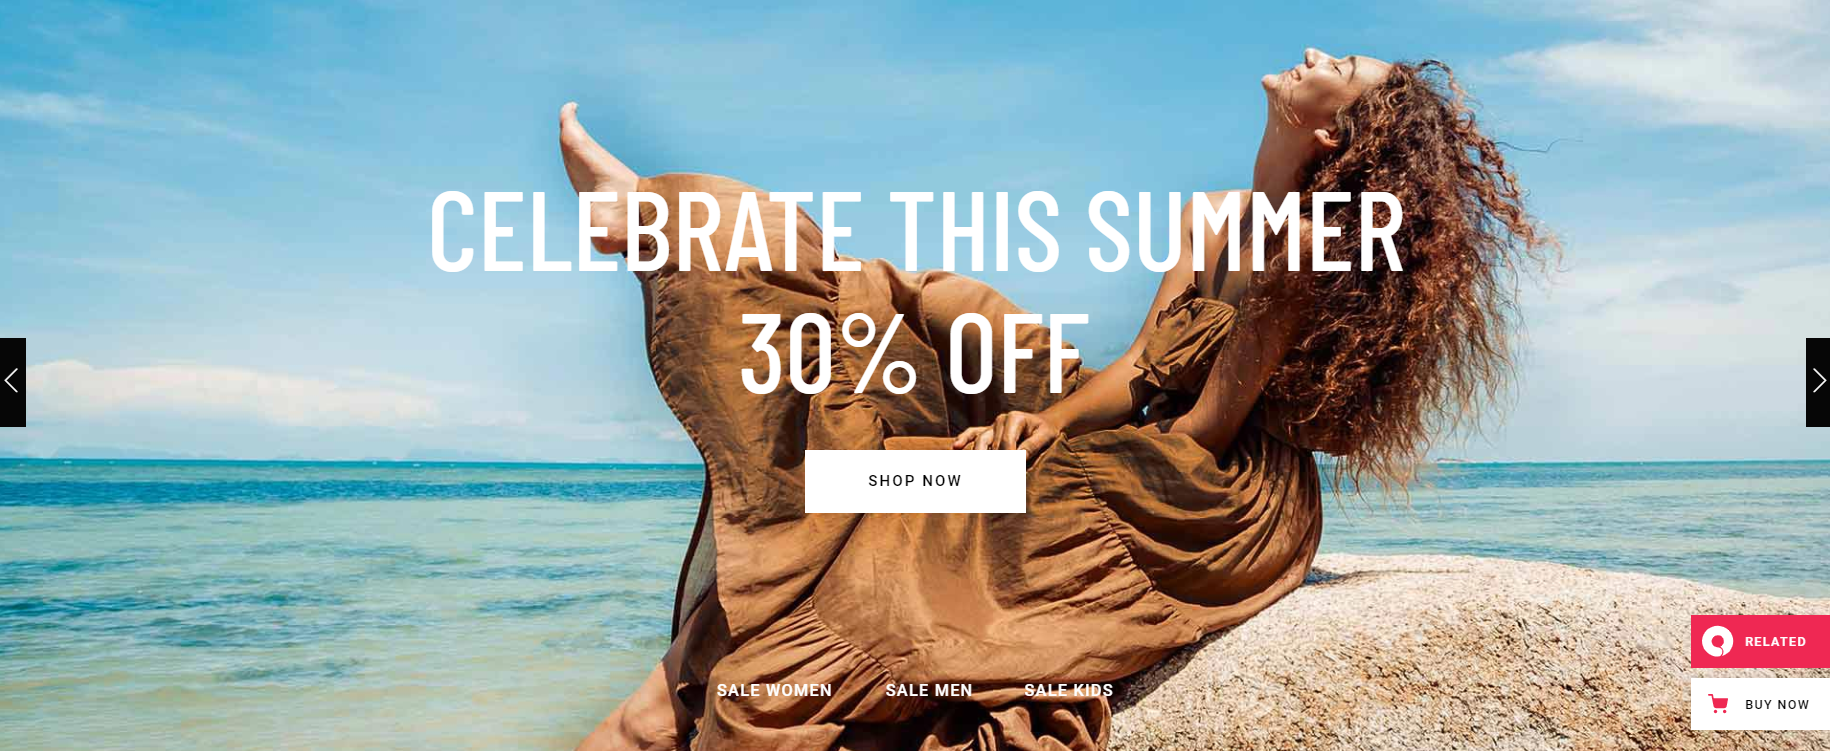 CELEBRATE THIS SUMMER
30% OFF
SHOP NOW
SALE WOMEN SALE MEN SALE KIDS
RELATED
BUY NOW